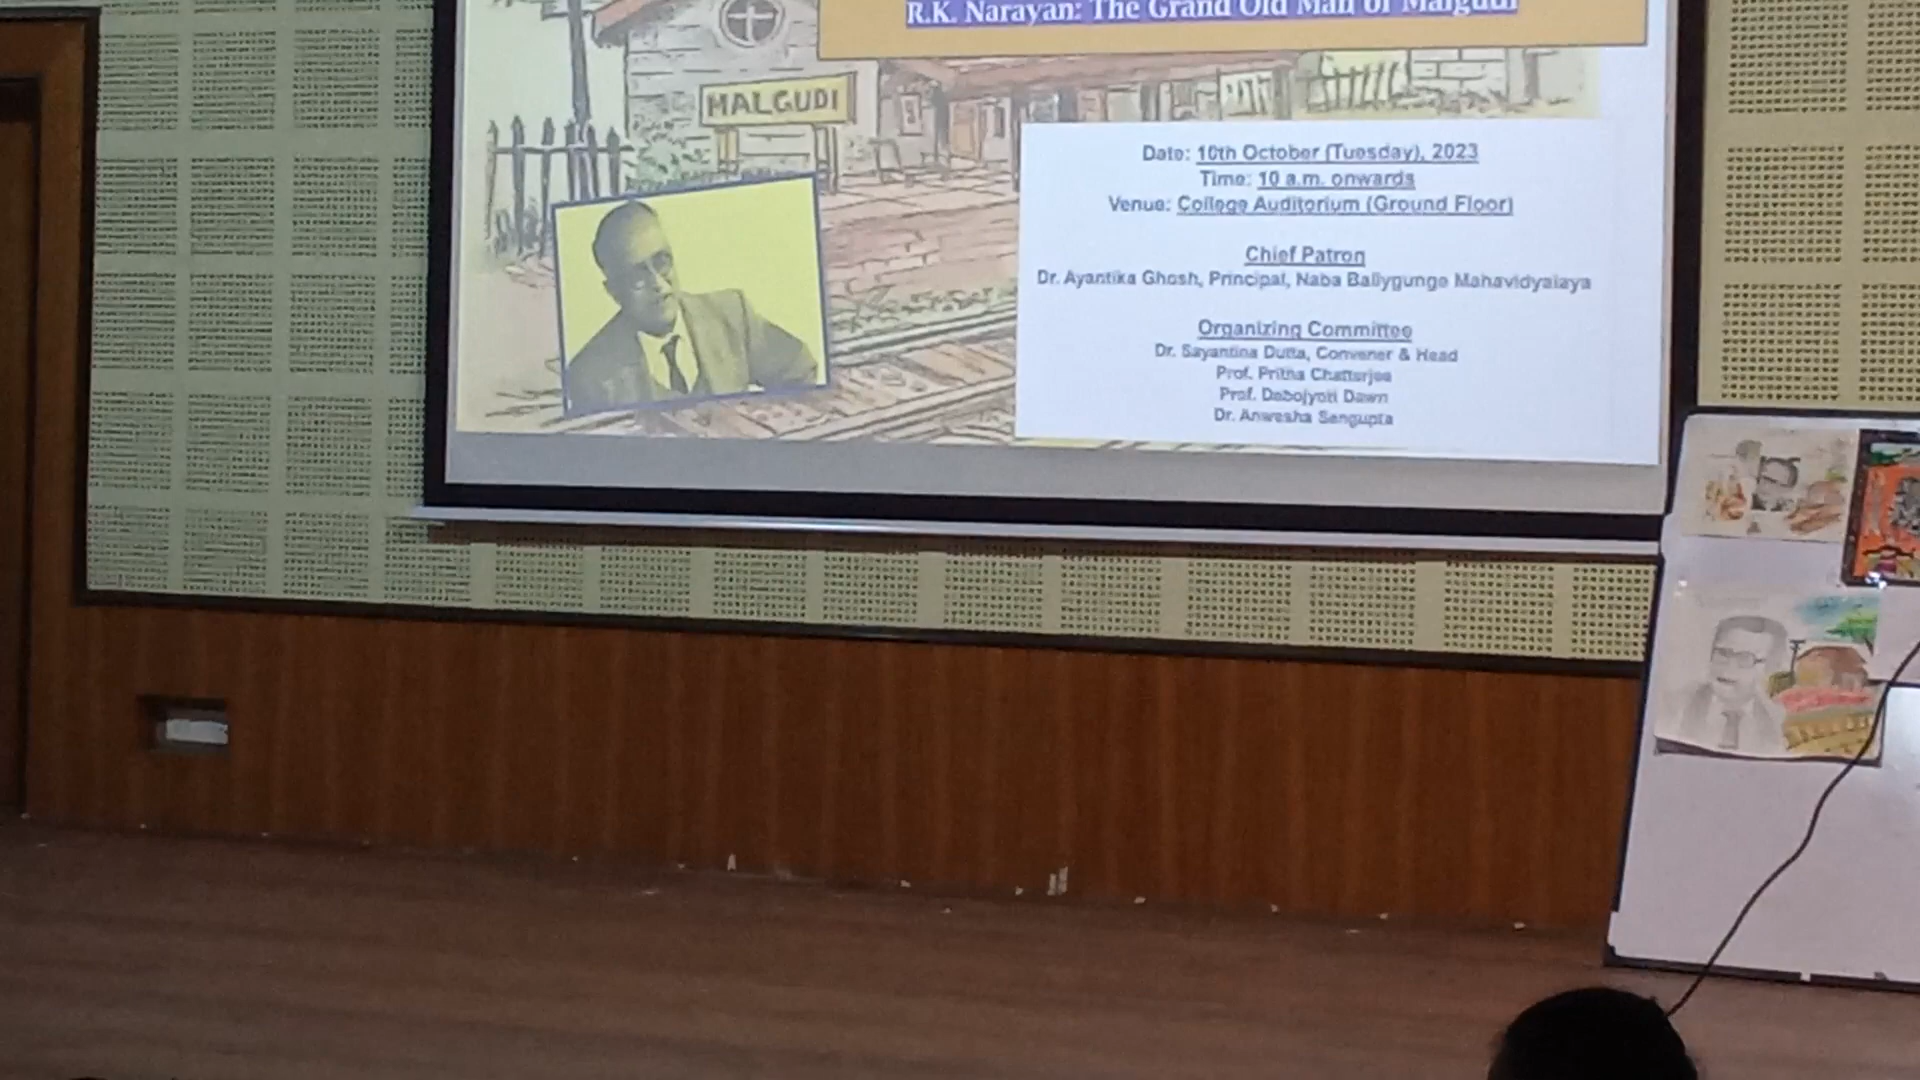 R.K. Narayan: The Grand Old Man of Malgudi
MALGUDI
Date: 10th October (Tuesday), 2023
Time: 10 a.m. onwards
Venue: College Auditorium (Ground Floor)
Chief Patron
Dr. Ayantika Ghosh, Principal, Naba Ballygunge Mahavidyalaya
Organizing Committee
Dr. Sayantina Dutta, Convener & Head
Prof. Pritha Chatterjee
Prof. Debojyoti Dawn
Dr. Anwesha Sengupta